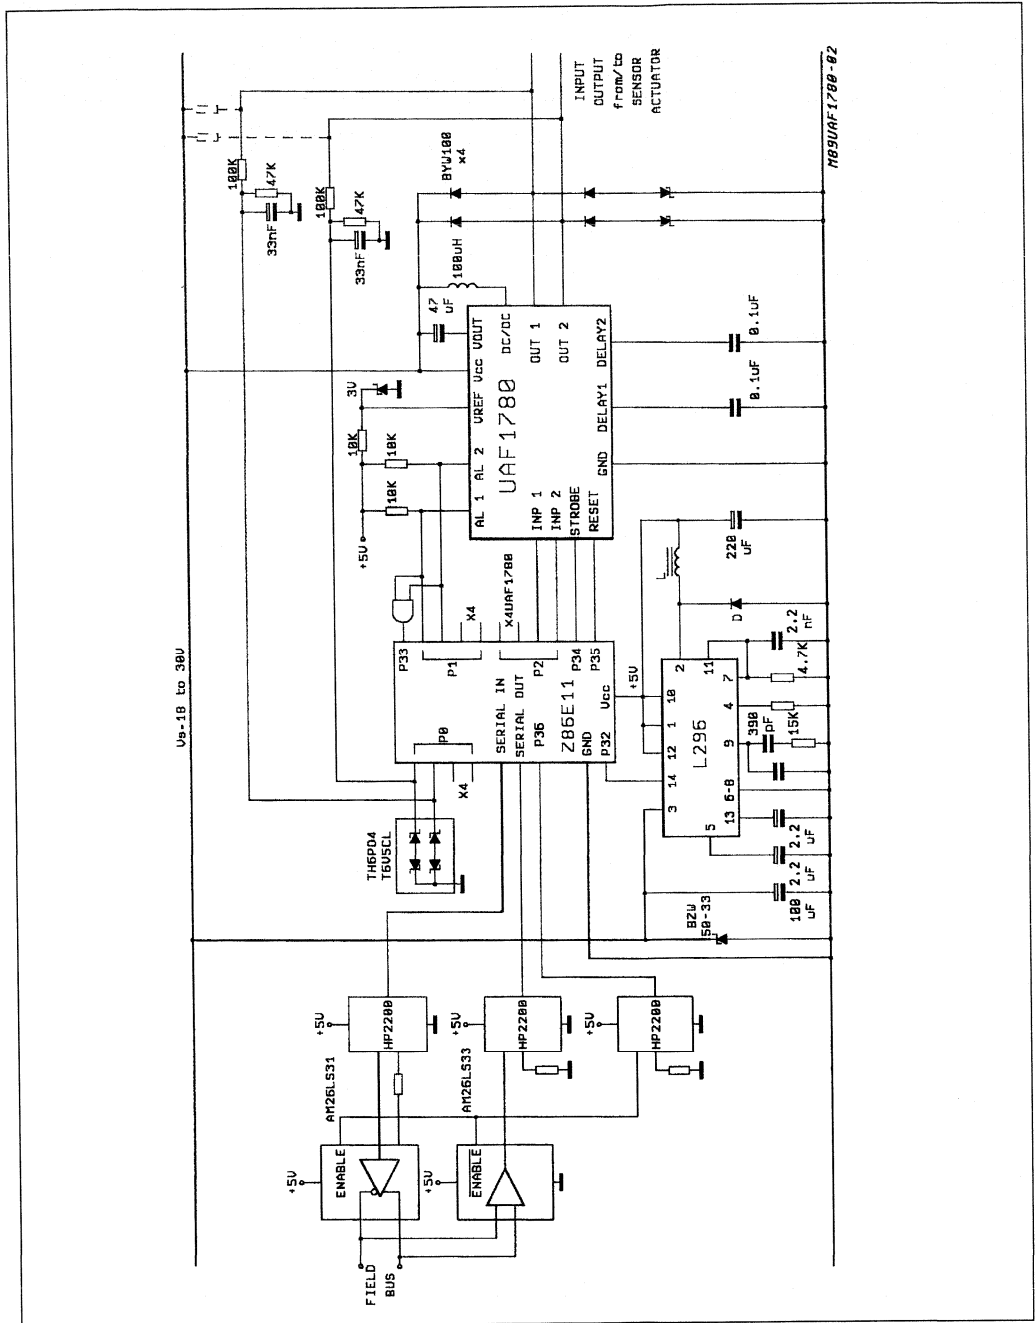 Vs-18 to 30V
100K
47K
33nF
100K
47K
33nF
INPUT
OUTPUT
from/to
SENSOR
ACTUATOR
M89UAF1780-02
BYW100
x4
100uH
47
uF
3V
10K
10K
10K
+5V
AL 1
AL 2
VREF
Vcc
VOUT
DC/DC
UAF1780
OUT 1
OUT 2
INP 1
INP 2
STROBE
RESET
GND
DELAY1
DELAY2
0.1uF
0.1uF
P33
P1
X4
X4UAF1780
P2
P34
P35
P0
X4
SERIAL IN
SERIAL OUT
P36
Z86E11
GND
Vcc
P32
+5V
TH6P04
T6V5CL
L
220
uF
D
2
11
10
1
12
14
3
L296
7
4
9
6-8
13
5
2.2
nF
4.7K
15K
390
pF
2.2
uF
2.2
uF
100
uF
BZW
50-33
+5V
HP2200
+5V
HP2200
+5V
HP2200
AM26LS31
+5V
ENABLE
AM26LS33
+5V
ENABLE
FIELD
BUS